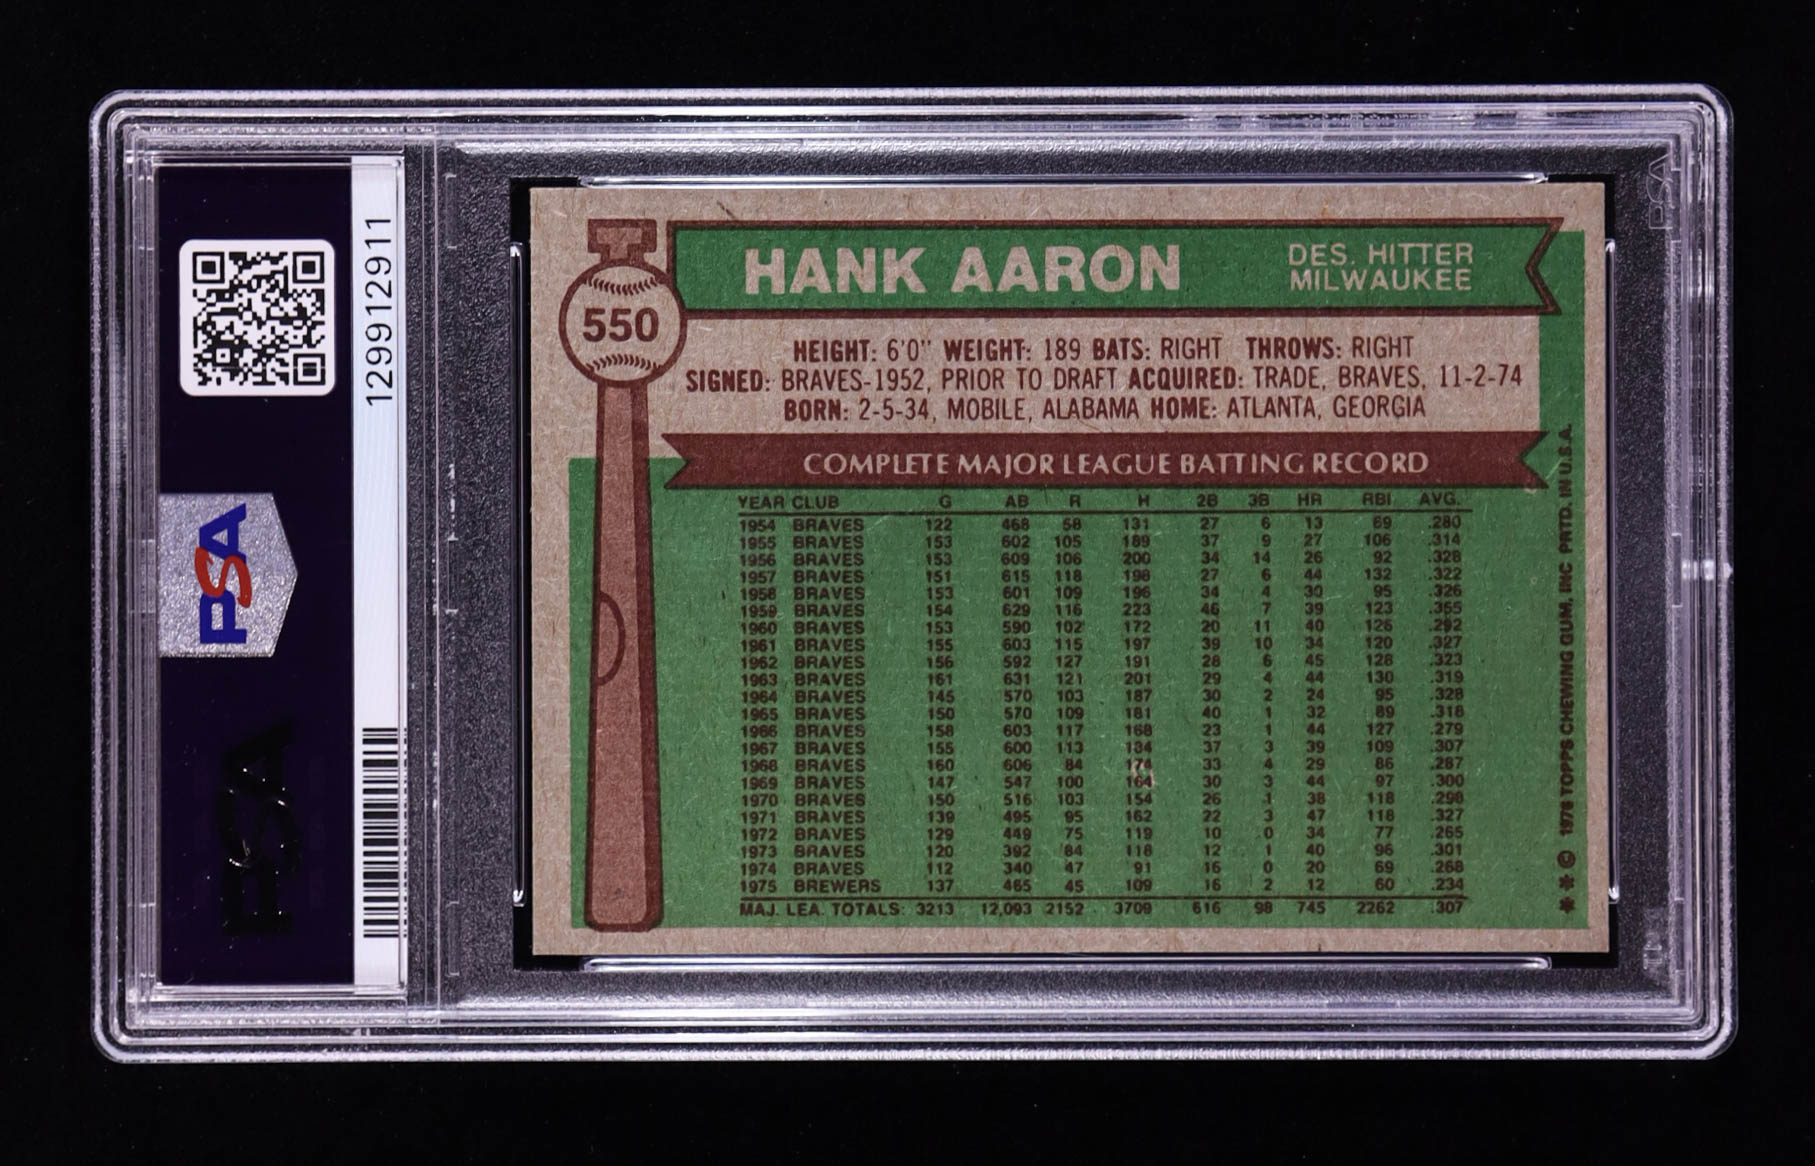 129912911
PSA
PSA
PSA
550
HANK AARON
DES. HITTER
MILWAUKEE
HEIGHT: 6'0" WEIGHT: 189 BATS: RIGHT THROWS: RIGHT
SIGNED: BRAVES-1952, PRIOR TO DRAFT ACQUIRED: TRADE, BRAVES, 11-2-74
BORN: 2-5-34, MOBILE, ALABAMA HOME: ATLANTA, GEORGIA
COMPLETE MAJOR LEAGUE BATTING RECORD
YEAR CLUB G AB R H 2B 3B HR RBI AVG.
1954 BRAVES 122 468 58 131 27 6 13 69 .280
1955 BRAVES 153 602 105 189 37 9 27 106 .314
1956 BRAVES 153 609 106 200 34 14 26 92 .328
1957 BRAVES 151 615 118 198 27 6 44 132 .322
1958 BRAVES 153 601 109 196 34 4 30 95 .326
1959 BRAVES 154 629 116 223 46 7 39 123 .355
1960 BRAVES 153 590 102 172 20 11 40 126 .292
1961 BRAVES 155 603 115 197 39 10 34 120 .327
1962 BRAVES 156 592 127 191 28 6 45 128 .323
1963 BRAVES 161 631 121 201 29 4 44 130 .319
1964 BRAVES 145 570 103 187 30 2 24 95 .328
1965 BRAVES 150 570 109 181 40 1 32 89 .318
1966 BRAVES 158 603 117 168 23 1 44 127 .279
1967 BRAVES 155 600 113 184 37 3 39 109 .307
1968 BRAVES 160 606 84 174 33 4 29 86 .287
1969 BRAVES 147 547 100 164 30 3 44 97 .300
1970 BRAVES 150 516 103 154 26 1 38 118 .298
1971 BRAVES 139 495 95 162 22 3 47 118 .327
1972 BRAVES 129 449 75 119 10 0 34 77 .265
1973 BRAVES 120 392 84 118 12 1 40 96 .301
1974 BRAVES 112 340 47 91 16 0 20 69 .268
1975 BREWERS 137 465 45 109 16 2 12 60 .234
MAJ. LEA. TOTALS: 3213 12,093 2152 3709 616 98 745 2262 .307
** © 1976 TOPPS CHEWING GUM, INC PRTD. IN U.S.A.
PSA